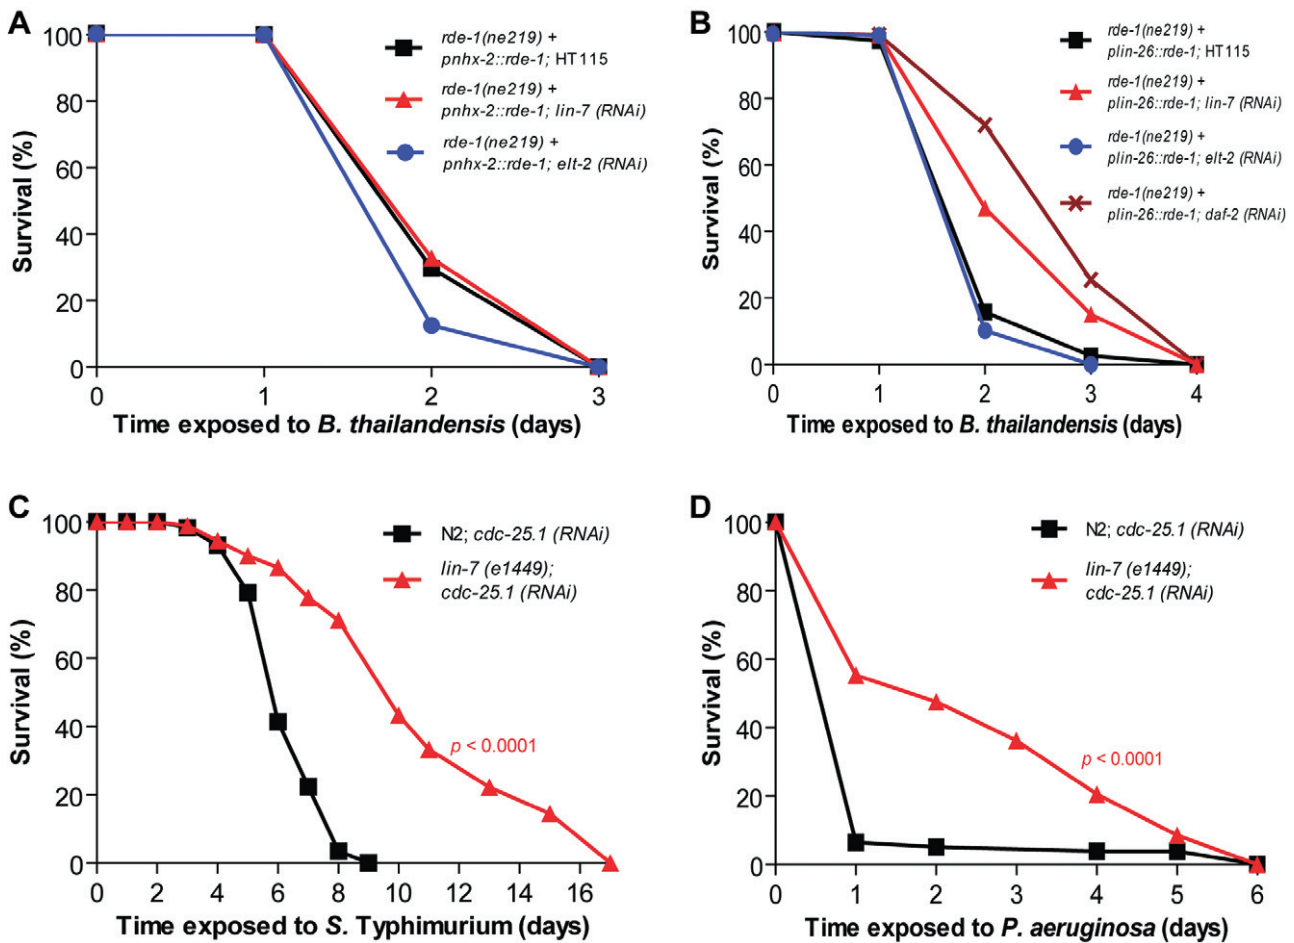 A
100
80
60
40
20
0
Survival (%)
0 1 2 3
Time exposed to B. thailandensis (days)
rde-1(ne219) +
pnhx-2::rde-1; HT115
rde-1(ne219) +
pnhx-2::rde-1; lin-7 (RNAi)
rde-1(ne219) +
pnhx-2::rde-1; elt-2 (RNAi)
B
100
80
60
40
20
0
Survival (%)
0 1 2 3 4
Time exposed to B. thailandensis (days)
rde-1(ne219) +
plin-26::rde-1; HT115
rde-1(ne219) +
plin-26::rde-1; lin-7 (RNAi)
rde-1(ne219) +
plin-26::rde-1; elt-2 (RNAi)
rde-1(ne219) +
plin-26::rde-1; daf-2 (RNAi)
C
100
80
60
40
20
0
Survival (%)
0 2 4 6 8 10 12 14 16
Time exposed to S. Typhimurium (days)
N2; cdc-25.1 (RNAi)
lin-7 (e1449);
cdc-25.1 (RNAi)
p < 0.0001
D
100
80
60
40
20
0
Survival (%)
0 1 2 3 4 5 6
Time exposed to P. aeruginosa (days)
N2; cdc-25.1 (RNAi)
lin-7 (e1449);
cdc-25.1 (RNAi)
p < 0.0001